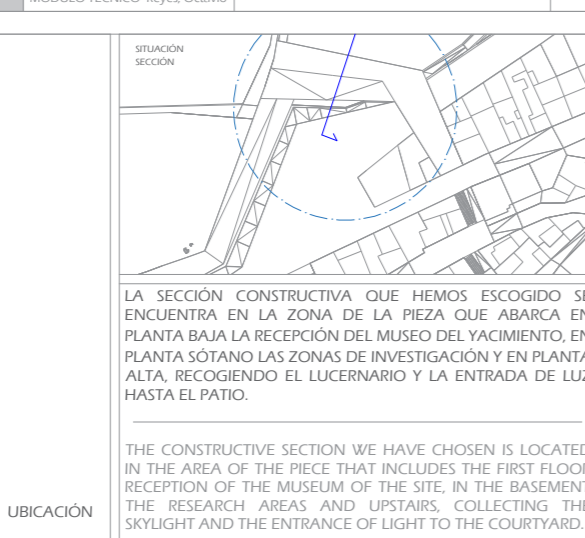 MÓDULO TÉCNICO Reyes, Octavio
SITUACIÓN
SECCIÓN
LA SECCIÓN CONSTRUCTIVA QUE HEMOS ESCOGIDO SE
ENCUENTRA EN LA ZONA DE LA PIEZA QUE ABARCA EN
PLANTA BAJA LA RECEPCIÓN DEL MUSEO DEL YACIMIENTO, EN
PLANTA SÓTANO LAS ZONAS DE INVESTIGACIÓN Y EN PLANTA
ALTA, RECOGIENDO EL LUCERNARIO Y LA ENTRADA DE LUZ
HASTA EL PATIO.
THE CONSTRUCTIVE SECTION WE HAVE CHOSEN IS LOCATED
IN THE AREA OF THE PIECE THAT INCLUDES THE FIRST FLOOR
RECEPTION OF THE MUSEUM OF THE SITE, IN THE BASEMENT
THE RESEARCH AREAS AND UPSTAIRS, COLLECTING THE
SKYLIGHT AND THE ENTRANCE OF LIGHT TO THE COURTYARD.
UBICACIÓN